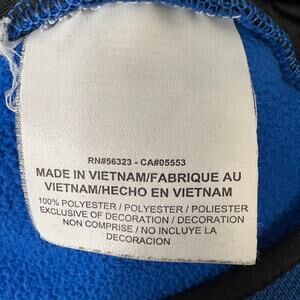 RN#56323 - CA#05553
MADE IN VIETNAM/FABRIQUE AU
VIETNAM/HECHO EN VIETNAM
100% POLYESTER / POLYESTER / POLIESTER
EXCLUSIVE OF DECORATION / DECORATION
NON COMPRISE / NO INCLUYE LA
DECORACIÓN